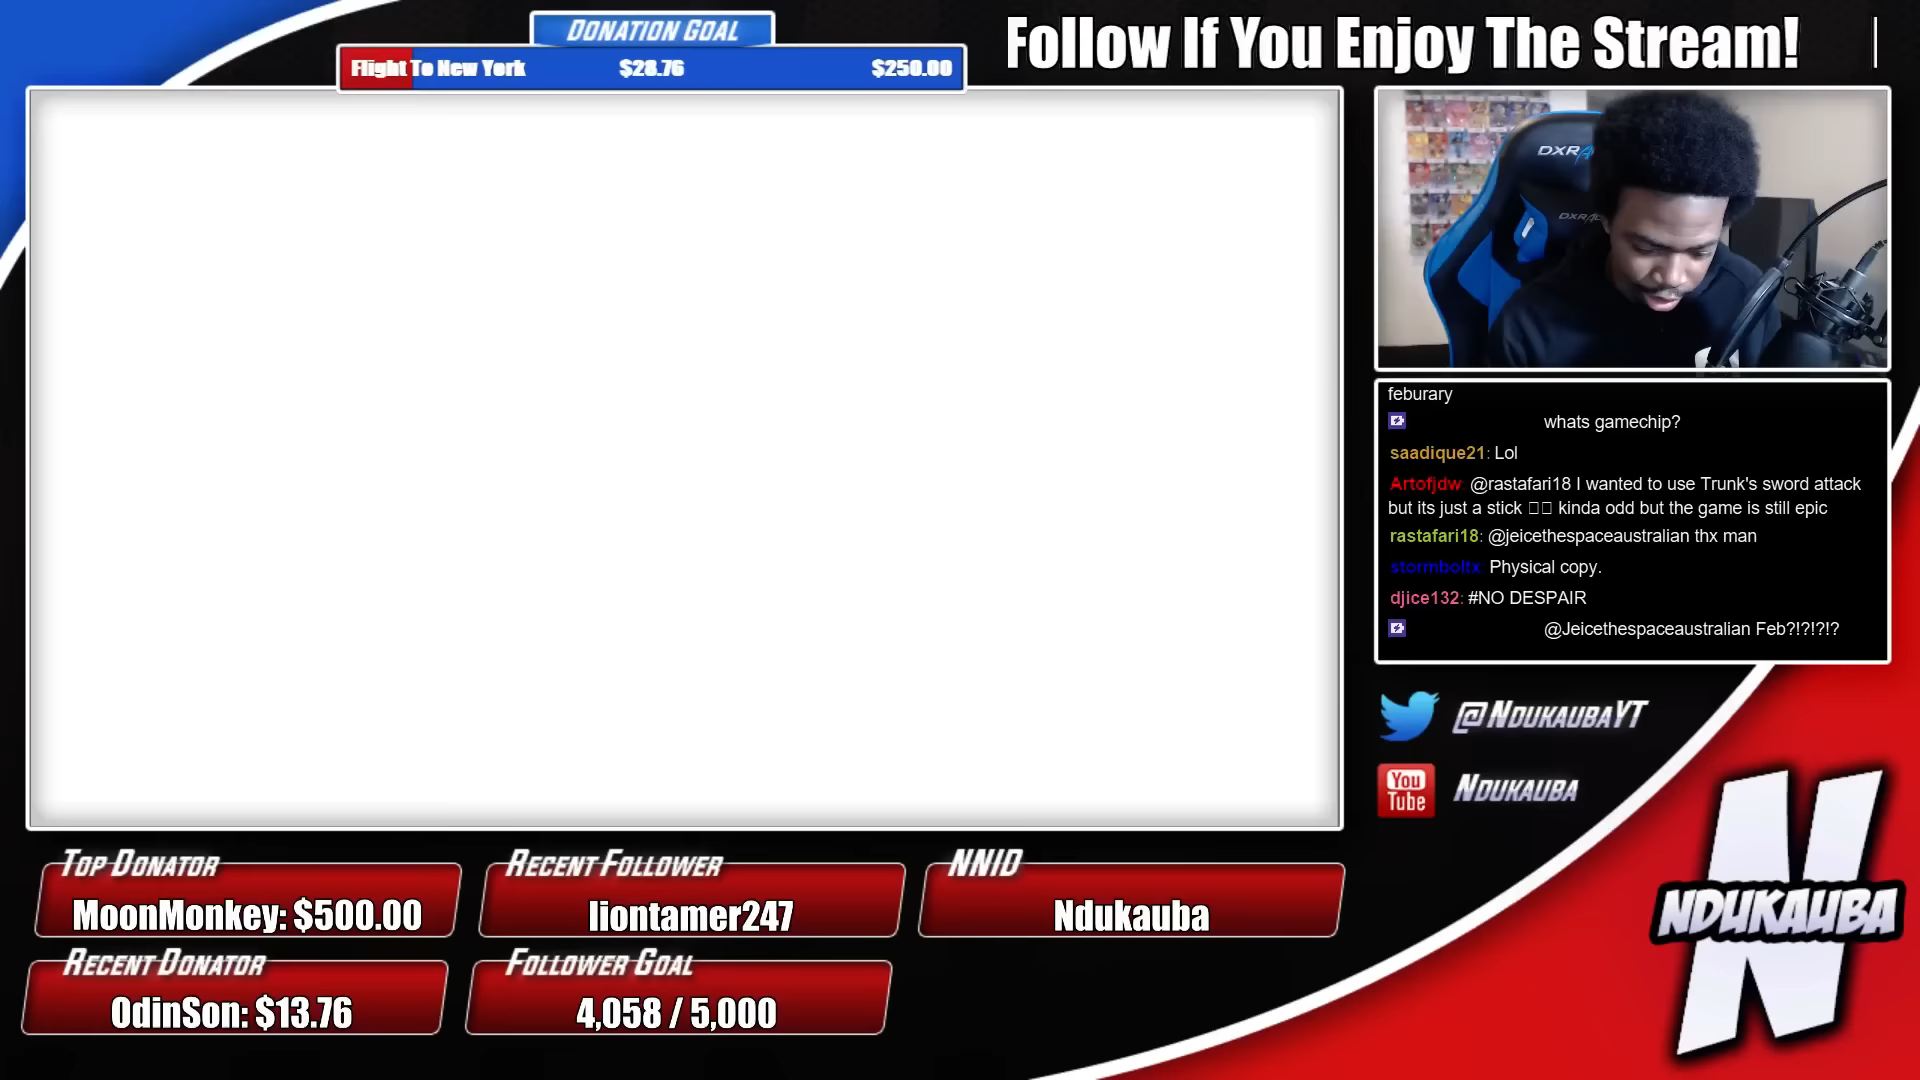 DONATION GOAL
Flight To New York $28.76 $250.00
Follow If You Enjoy The Stream!
DXRA
DXRAC
feburary
whats gamechip?
saadique21: Lol
Artofjdw: @rastafari18 I wanted to use Trunk's sword attack
but its just a stick kinda odd but the game is still epic
rastafari18: @jeicethespaceaustralian thx man
stormboltx: Physical copy.
djice132: #NO DESPAIR
@Jeicethespaceaustralian Feb?!?!?!?
@NDUKAUBAYT
You
Tube
NDUKAUBA
TOP DONATOR
MoonMonkey: $500.00
RECENT FOLLOWER
liontamer247
NNID
Ndukauba
RECENT DONATOR
OdinSon: $13.76
FOLLOWER GOAL
4,058 / 5,000
N
NDUKAUBA